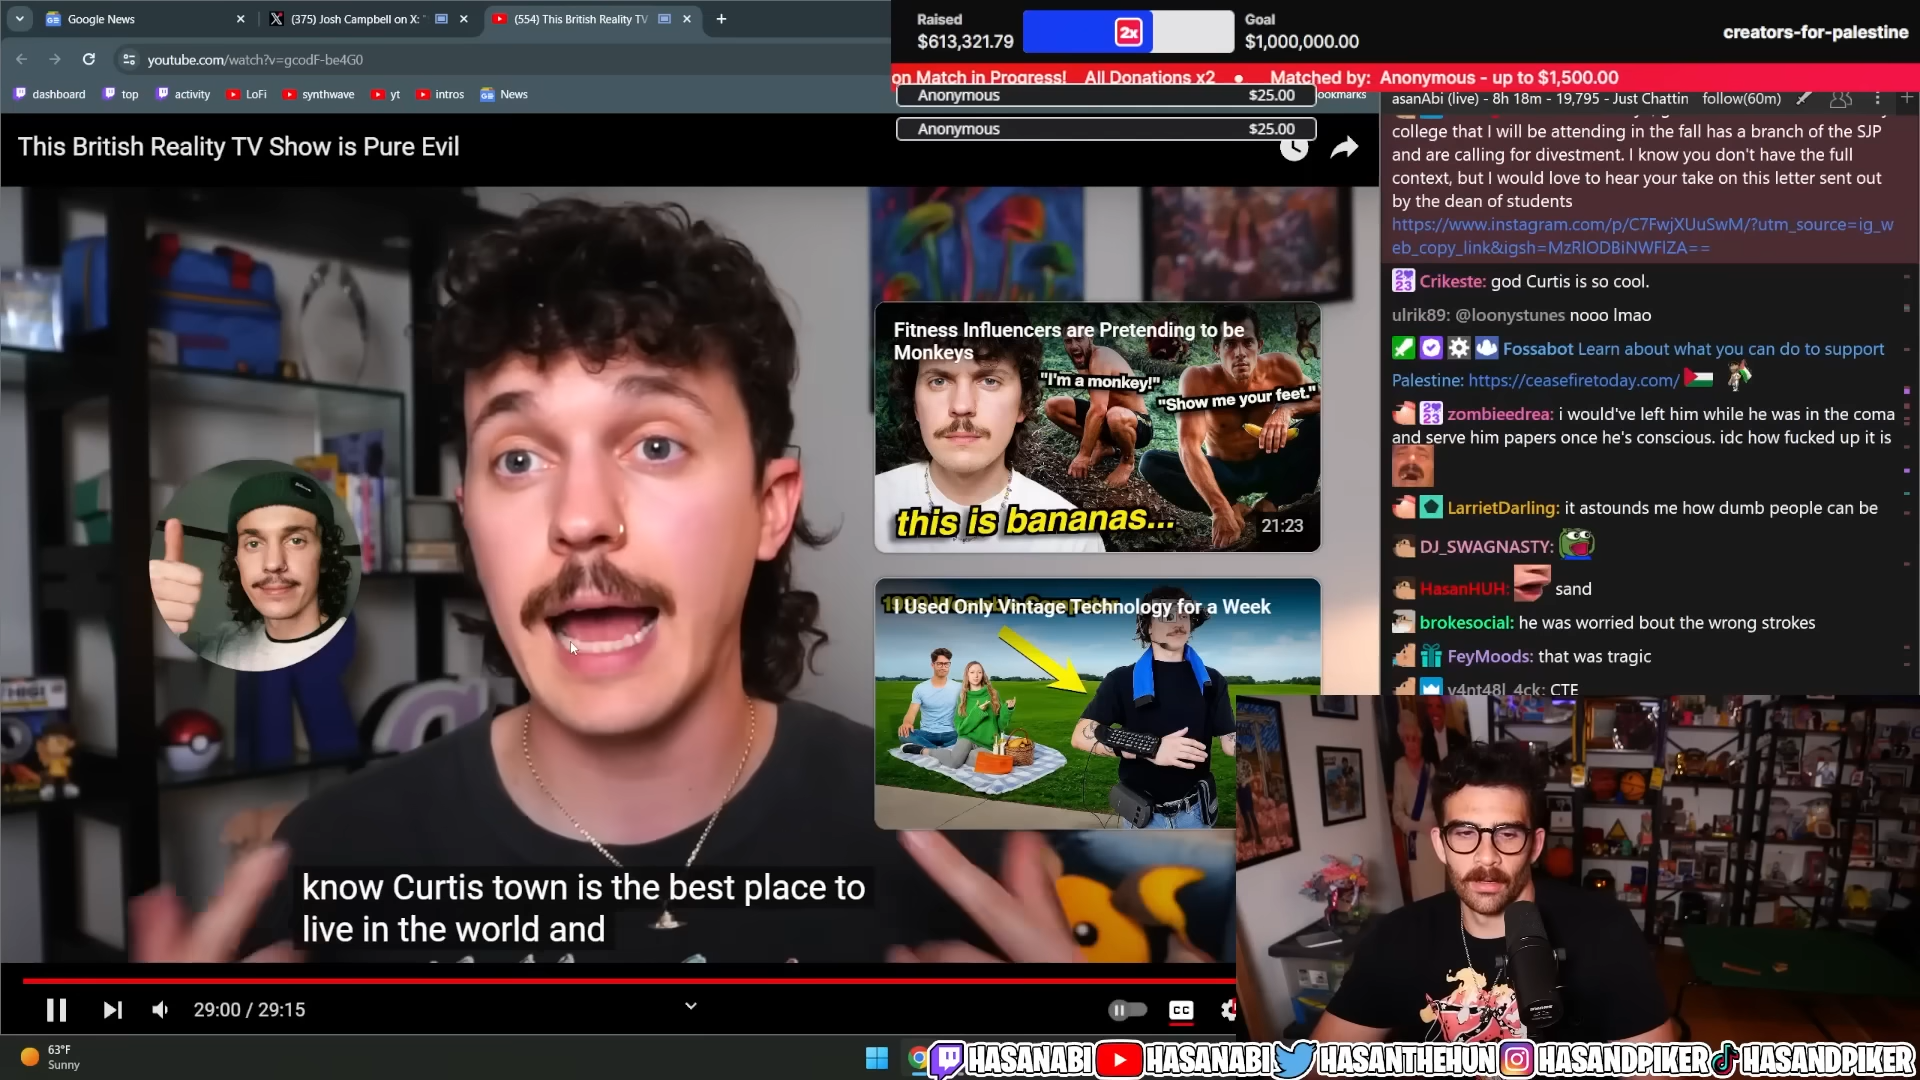 Google News
(375) Josh Campbell on X: "
(554) This British Reality TV
youtube.com/watch?v=gcodF-be4G0
dashboard
top
activity
LoFi
synthwave
yt
intros
News
ookmarks
Raised
$613,321.79
2x
Goal
$1,000,000.00
creators-for-palestine
on Match in Progress! All Donations x2 • Matched by: Anonymous - up to $1,500.00
Anonymous $25.00
Anonymous $25.00
This British Reality TV Show is Pure Evil
asanAbi (live) - 8h 18m - 19,795 - Just Chattin follow(60m)
college that I will be attending in the fall has a branch of the SJP
and are calling for divestment. I know you don't have the full
context, but I would love to hear your take on this letter sent out
by the dean of students
https://www.instagram.com/p/C7FwjXUuSwM/?utm_source=ig_w
eb_copy_link&igsh=MzRlODBiNWFlZA==
Crikeste: god Curtis is so cool.
ulrik89: @loonystunes nooo lmao
Fossabot Learn about what you can do to support
Palestine: https://ceasefiretoday.com/
zombieedrea: i would've left him while he was in the coma
and serve him papers once he's conscious. idc how fucked up it is
LarrietDarling: it astounds me how dumb people can be
DJ_SWAGNASTY:
HasanHUH: sand
brokesocial: he was worried bout the wrong strokes
FeyMoods: that was tragic
v4nt48l_4ck: CTE
Fitness Influencers are Pretending to be
Monkeys
"I'm a monkey!"
"Show me your feet."
this is bananas...
21:23
I Used Only Vintage Technology for a Week
know Curtis town is the best place to
live in the world and
29:00 / 29:15
CC
63°F
Sunny
HASANABI HASANABI HASANTHEHUN HASANDPIKER HASANDPIKER